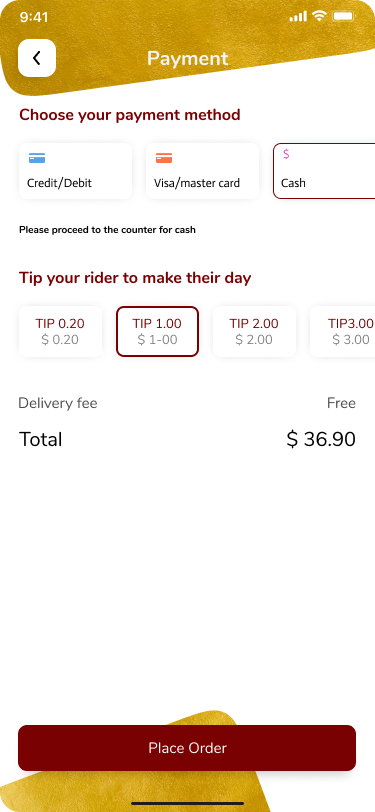 9:41
Payment
Choose your payment method
Credit/Debit
Visa/master card
$
Cash
Please proceed to the counter for cash
Tip your rider to make their day
TIP 0.20
$ 0.20
TIP 1.00
$ 1-00
TIP 2.00
$ 2.00
TIP3.00
$ 3.00
Delivery fee
Free
Total
$ 36.90
Place Order